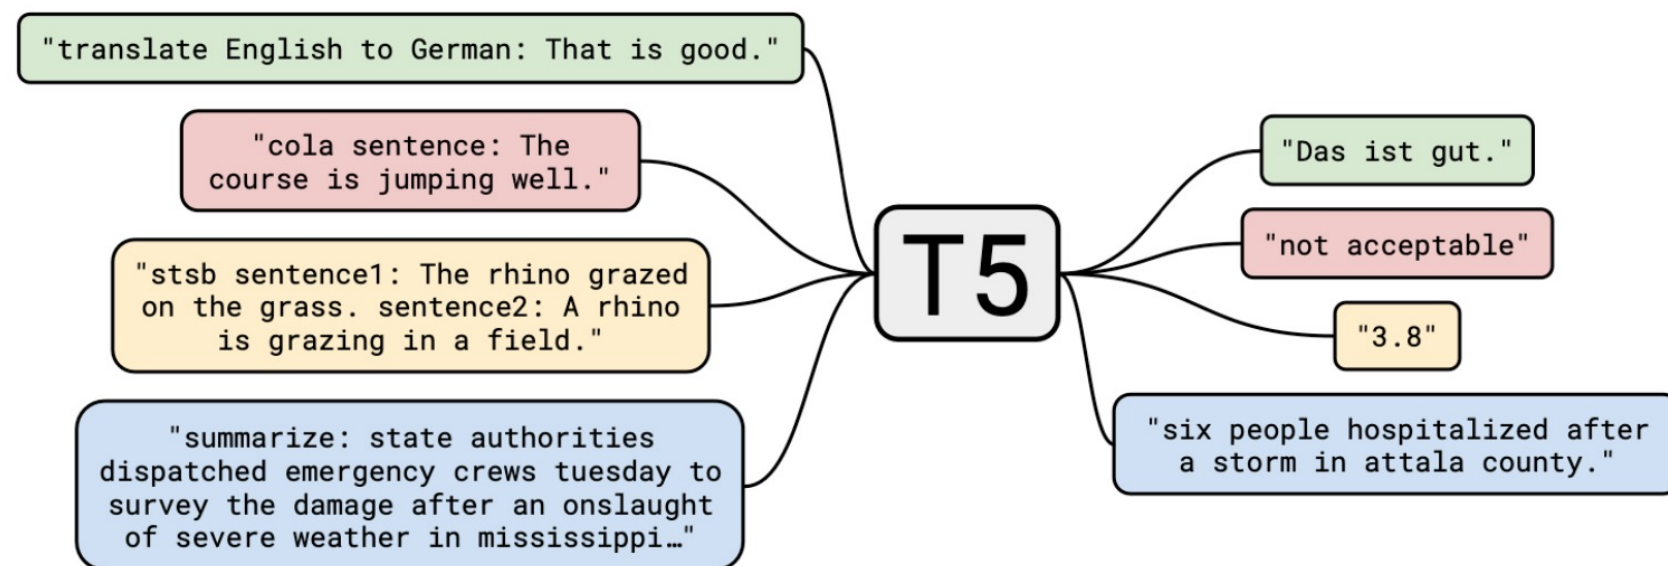 "translate English to German: That is good."
"cola sentence: The
course is jumping well."
"stsb sentence1: The rhino grazed
on the grass. sentence2: A rhino
is grazing in a field."
"summarize: state authorities
dispatched emergency crews tuesday to
survey the damage after an onslaught
of severe weather in mississippi…"
T5
"Das ist gut."
"not acceptable"
"3.8"
"six people hospitalized after
a storm in attala county."